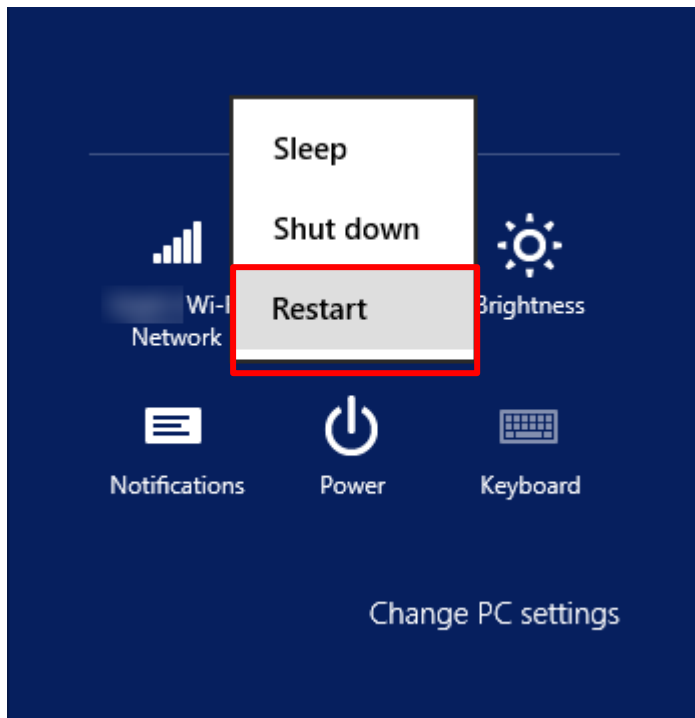 Sleep
Shut down
Restart
Network
Brightness
Notifications
Power
Keyboard
Change PC settings